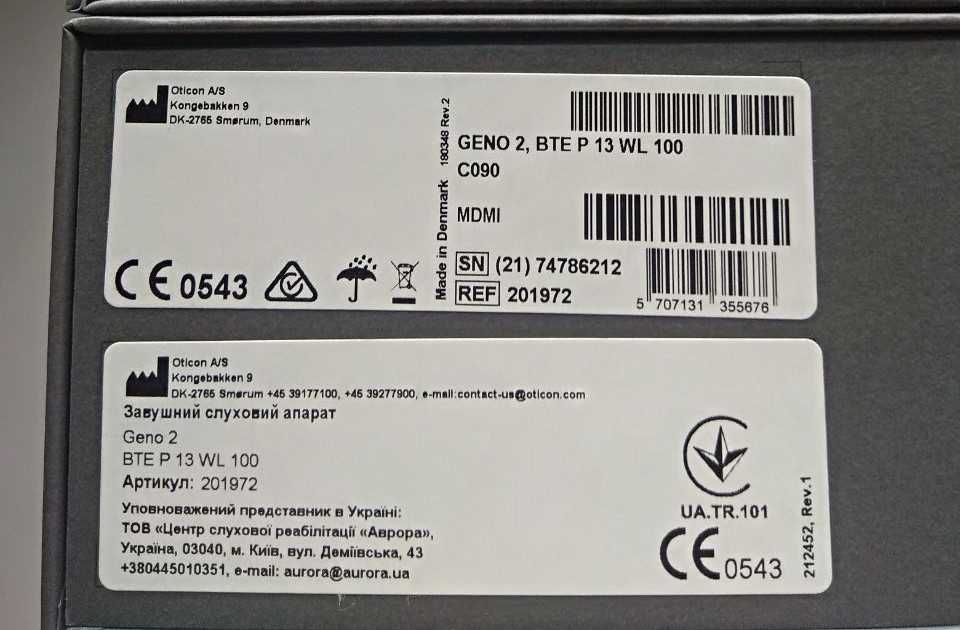 Oticon A/S
Kongebakken 9
DK-2765 Smørum, Denmark
Made in Denmark 180348 Rev.2
GENO 2, BTE P 13 WL 100
C090
MDMI
SN (21) 74786212
REF 201972
5 707131 355676
CE 0543
Oticon A/S
Kongebakken 9
DK-2765 Smørum +45 39177100, +45 39277900, e-mail:contact-us@oticon.com
Завушний слуховий апарат
Geno 2
BTE P 13 WL 100
Артикул: 201972
Уповноважений представник в Україні:
ТОВ «Центр слухової реабілітації «Аврора»,
Україна, 03040, м. Київ, вул. Деміївська, 43
+380445010351, e-mail: aurora@aurora.ua
UA.TR.101
CE 0543
212452, Rev.1